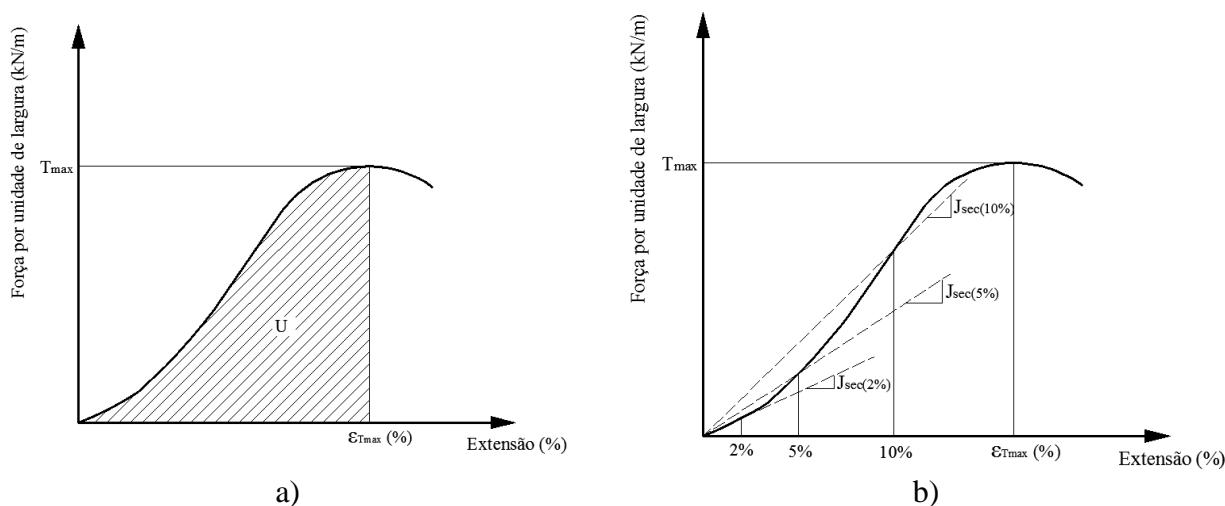 Força por unidade de largura (kN/m)
Tmax
U
εTmax (%)
Extensão (%)
a)
Força por unidade de largura (kN/m)
Tmax
Jsec(10%)
Jsec(5%)
Jsec(2%)
2%
5%
10%
εTmax (%)
Extensão (%)
b)